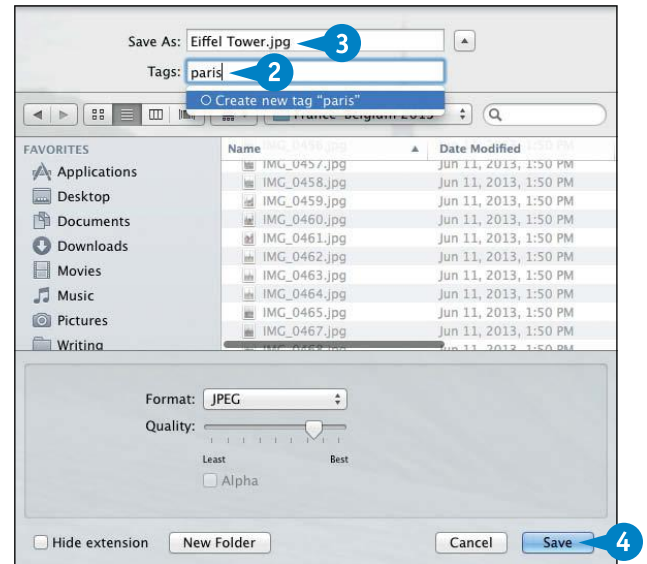 Save As: Eiffel Tower.jpg 3
Tags: paris 2
Create new tag "paris"
FAVORITES
Name Date Modified
Applications
Desktop
Documents
Downloads
Movies
Music
Pictures
Writing
IMG_0457.jpg Jun 11, 2013, 1:50 PM
IMG_0458.jpg Jun 11, 2013, 1:50 PM
IMG_0459.jpg Jun 11, 2013, 1:50 PM
IMG_0460.jpg Jun 11, 2013, 1:50 PM
IMG_0461.jpg Jun 11, 2013, 1:50 PM
IMG_0462.jpg Jun 11, 2013, 1:50 PM
IMG_0463.jpg Jun 11, 2013, 1:50 PM
IMG_0464.jpg Jun 11, 2013, 1:50 PM
IMG_0465.jpg Jun 11, 2013, 1:50 PM
IMG_0467.jpg Jun 11, 2013, 1:50 PM
Format: JPEG
Quality:
Least Best
Alpha
Hide extension New Folder Cancel Save 4